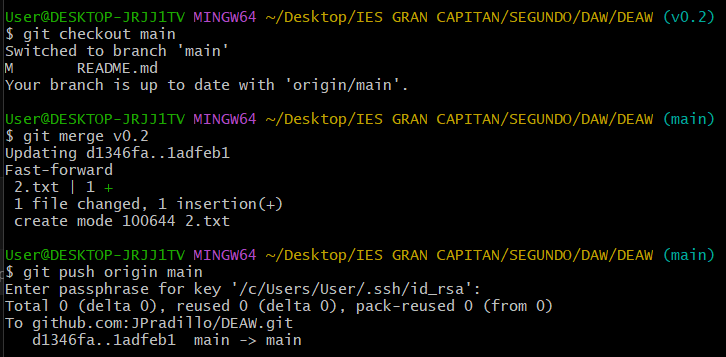 User@DESKTOP-JRJJ1TV MINGW64 ~/Desktop/IES GRAN CAPITAN/SEGUNDO/DAW/DEAW (v0.2)
$ git checkout main
Switched to branch 'main'
M       README.md
Your branch is up to date with 'origin/main'.

User@DESKTOP-JRJJ1TV MINGW64 ~/Desktop/IES GRAN CAPITAN/SEGUNDO/DAW/DEAW (main)
$ git merge v0.2
Updating d1346fa..1adfeb1
Fast-forward
 2.txt | 1 +
 1 file changed, 1 insertion(+)
 create mode 100644 2.txt

User@DESKTOP-JRJJ1TV MINGW64 ~/Desktop/IES GRAN CAPITAN/SEGUNDO/DAW/DEAW (main)
$ git push origin main
Enter passphrase for key '/c/Users/User/.ssh/id_rsa':
Total 0 (delta 0), reused 0 (delta 0), pack-reused 0 (from 0)
To github.com:JPradillo/DEAW.git
   d1346fa..1adfeb1  main -> main